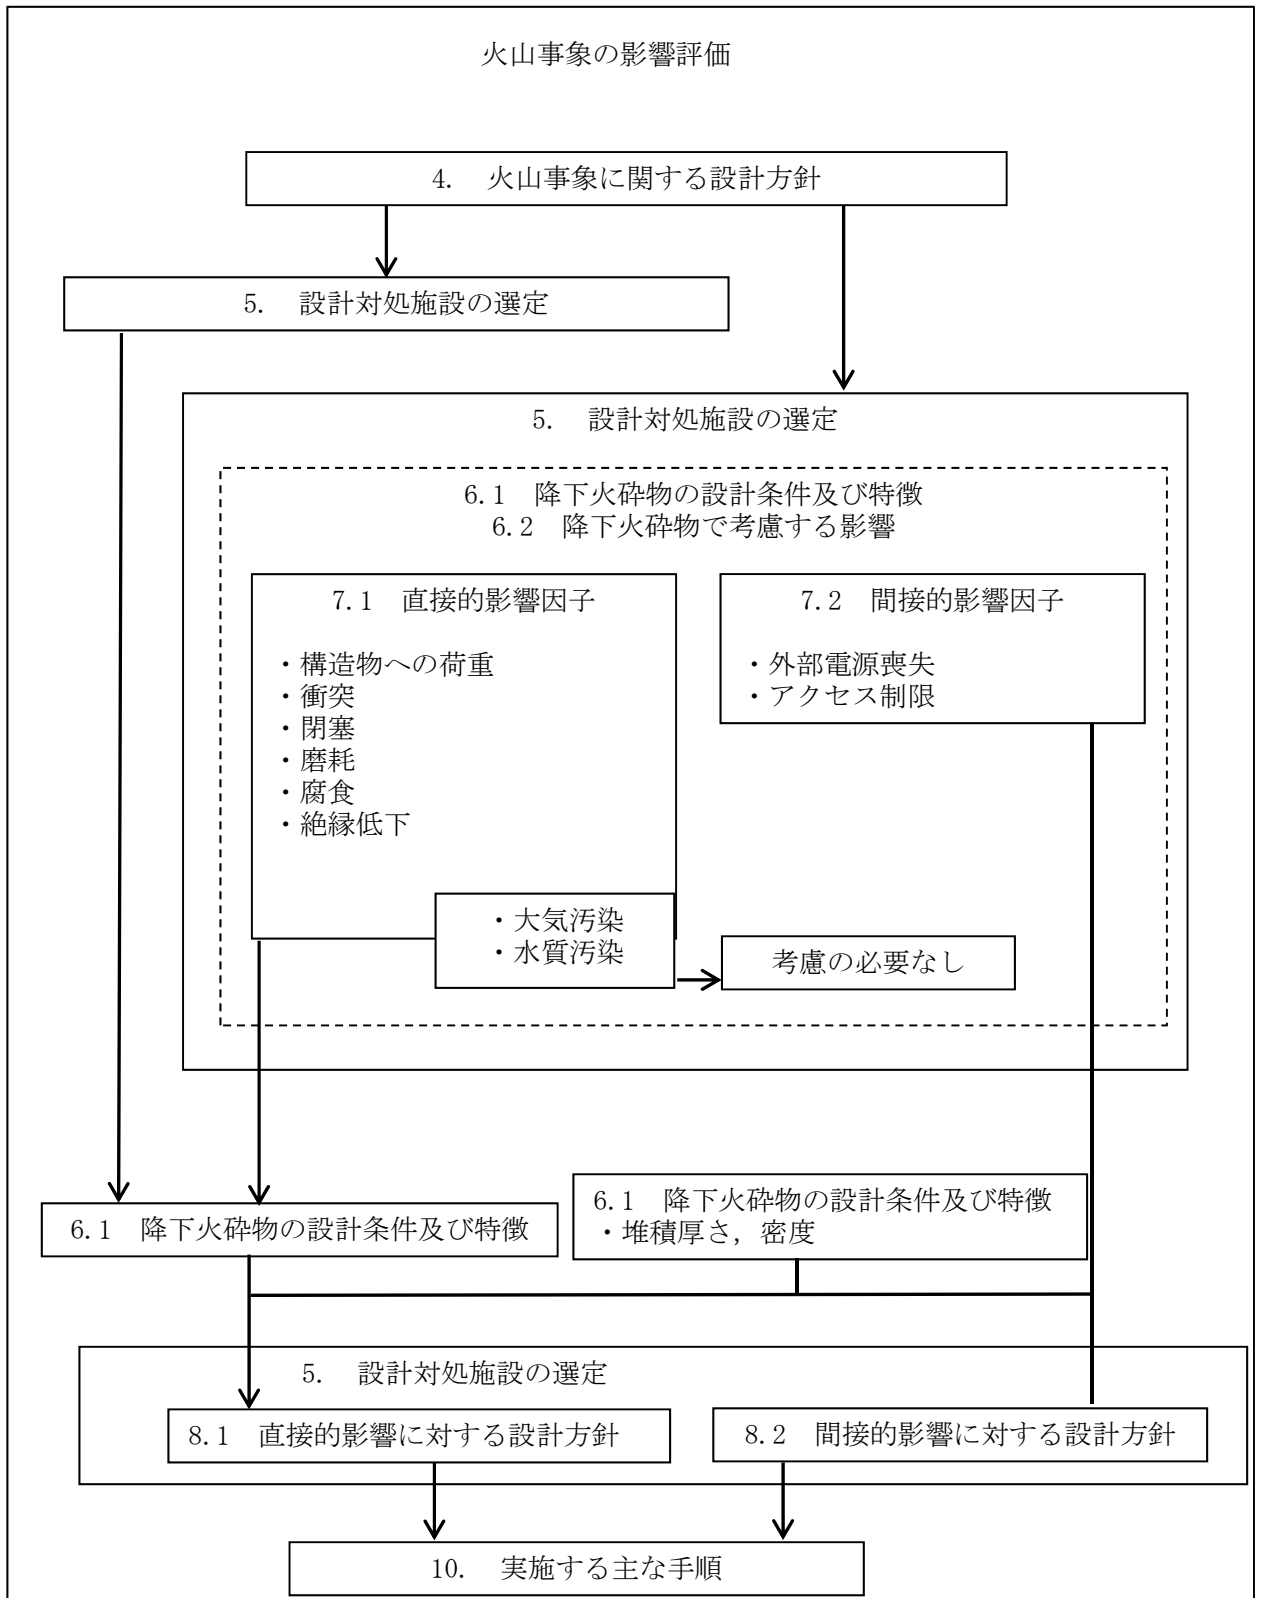 火山事象の影響評価
4. 火山事象に関する設計方針
5. 設計対処施設の選定
5. 設計対処施設の選定
6.1 降下火砕物の設計条件及び特徴
6.2 降下火砕物で考慮する影響
7.1 直接的影響因子
・構造物への荷重
・衝突
・閉塞
・磨耗
・腐食
・絶縁低下
・大気汚染
・水質汚染
7.2 間接的影響因子
・外部電源喪失
・アクセス制限
考慮の必要なし
6.1 降下火砕物の設計条件及び特徴
6.1 降下火砕物の設計条件及び特徴
・堆積厚さ，密度
5. 設計対処施設の選定
8.1 直接的影響に対する設計方針
8.2 間接的影響に対する設計方針
10. 実施する主な手順